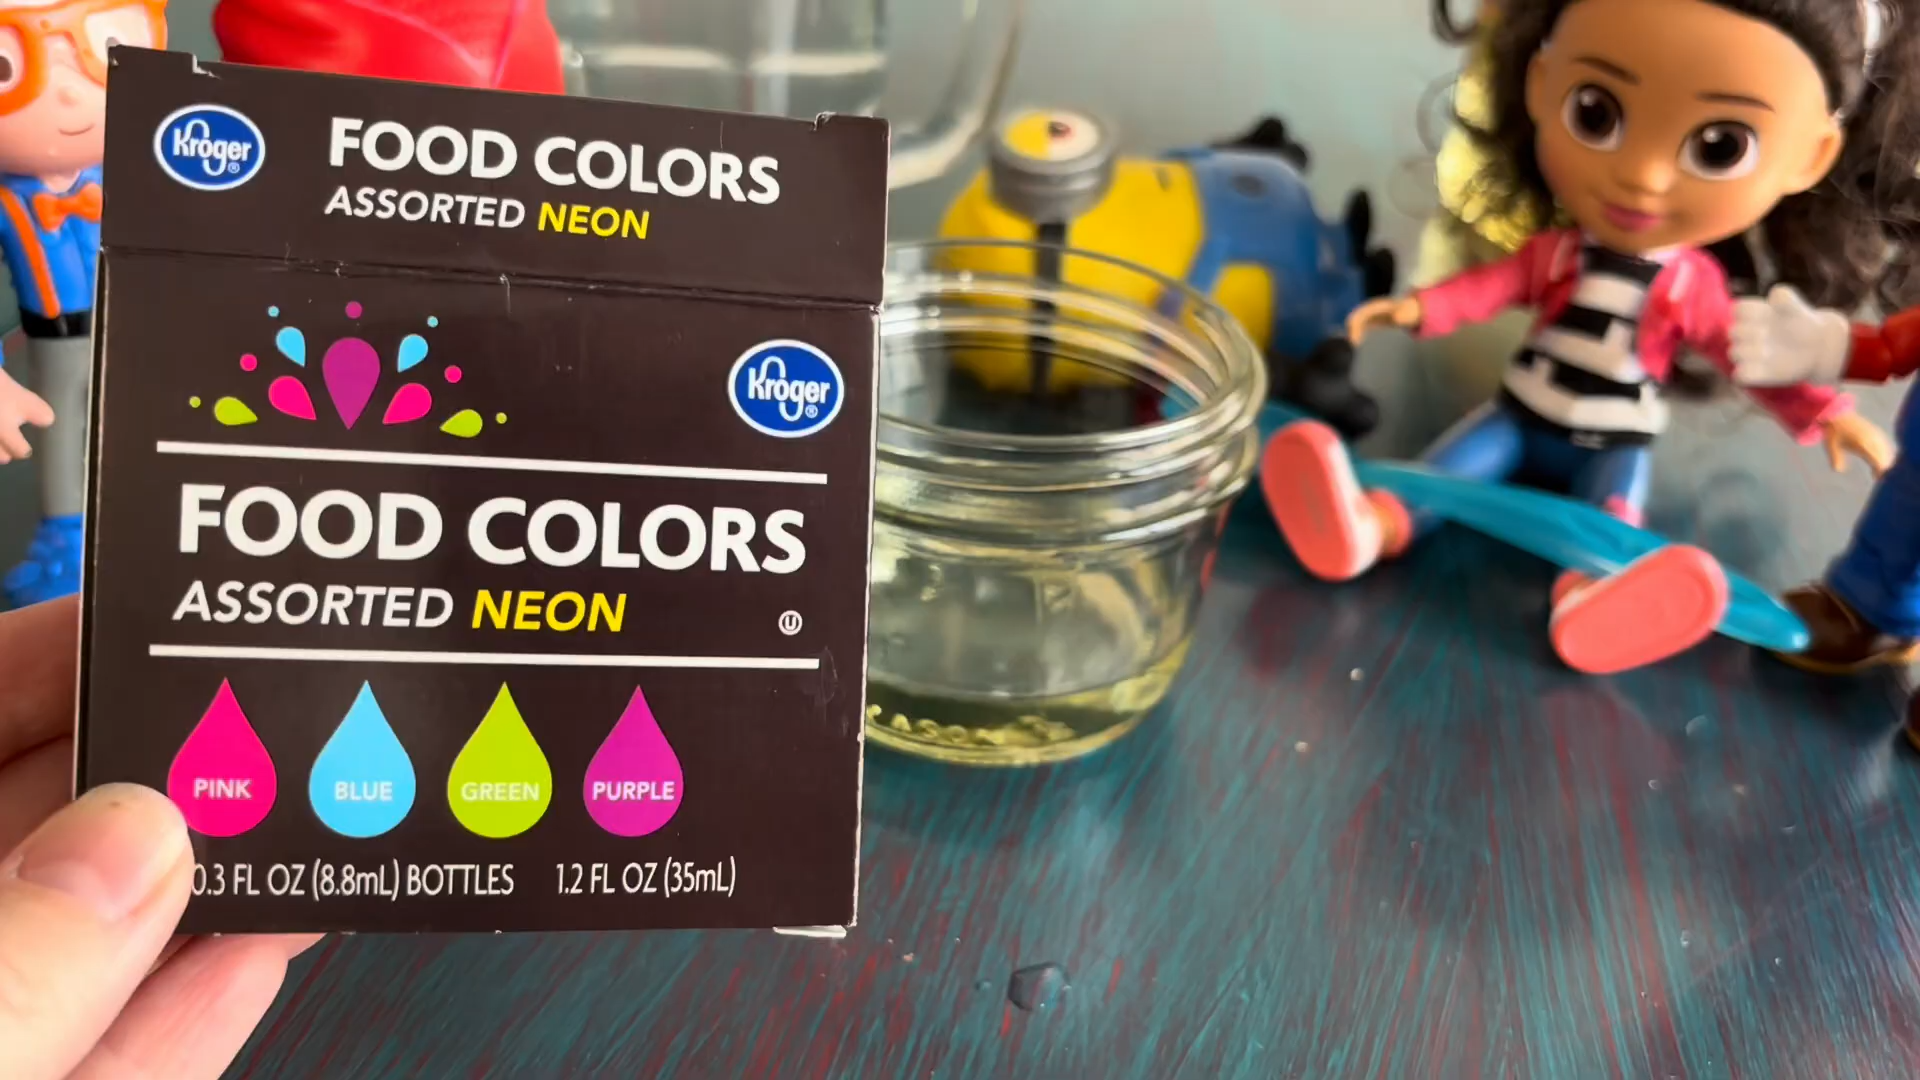 Kroger®
FOOD COLORS
ASSORTED NEON
Kroger®
FOOD COLORS
ASSORTED NEON
U
PINK BLUE GREEN PURPLE
0.3 FL OZ (8.8mL) BOTTLES 1.2 FL OZ (35mL)